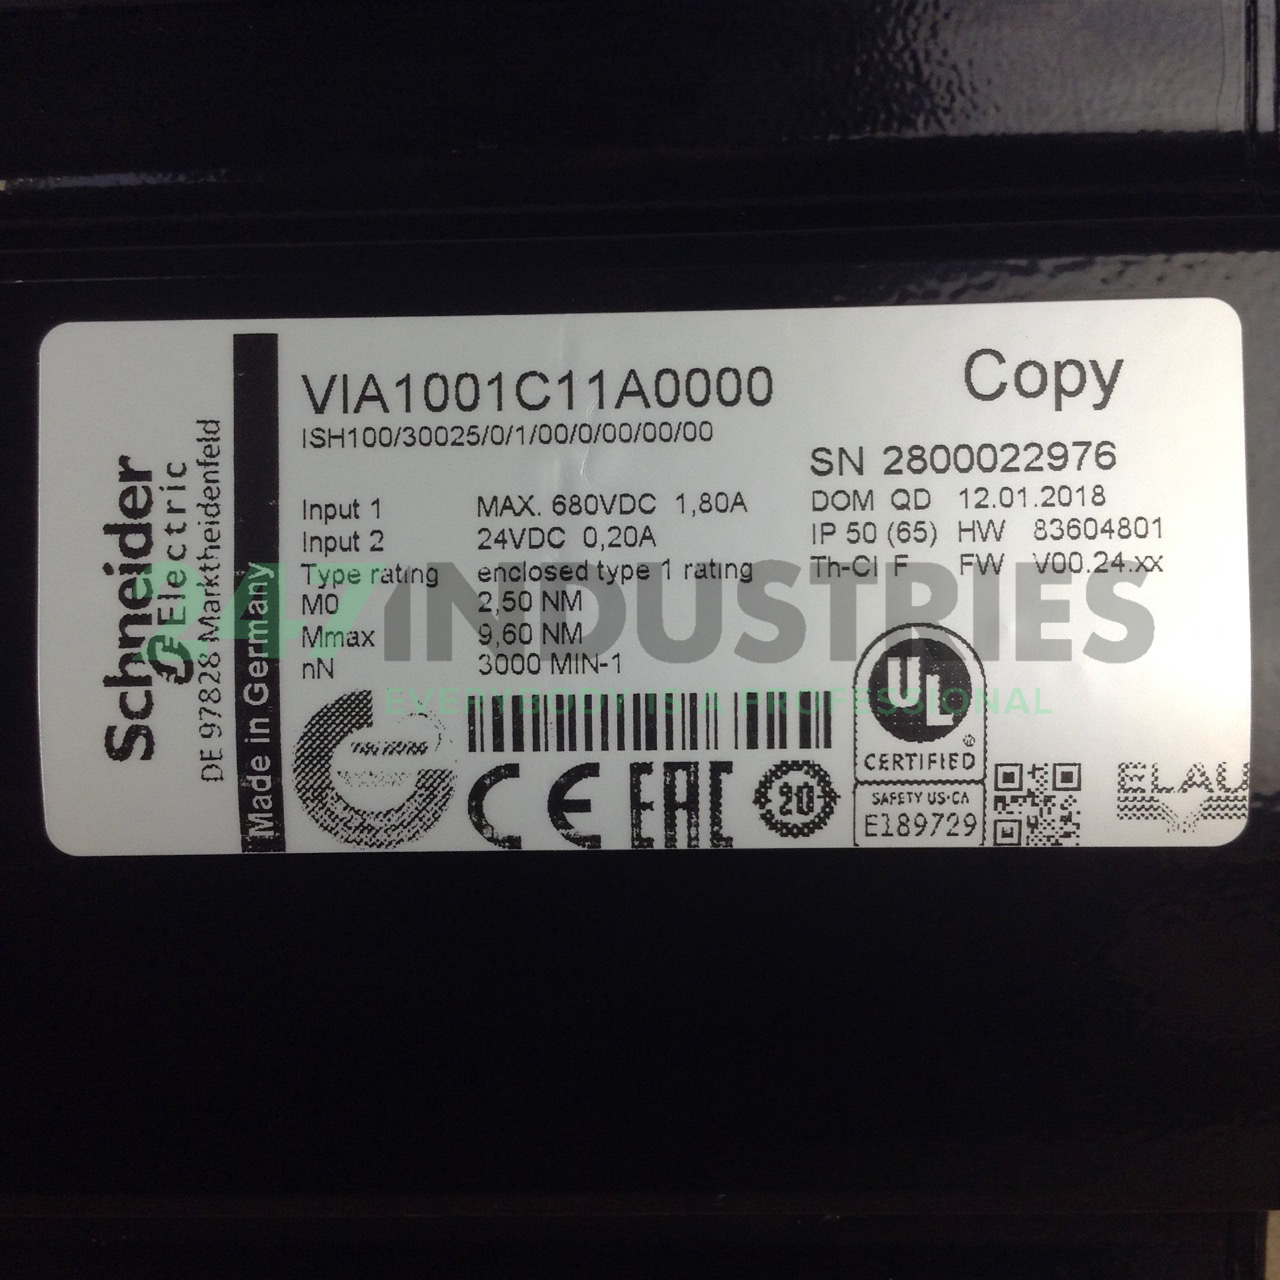 Schneider
Electric
DE 97828 Marktheidenfeld
Made in Germany
VIA1001C11A0000
ISH100/30025/0/1/00/0/00/00/00
Copy
SN 2800022976
Input 1 MAX. 680VDC 1,80A
DOM QD 12.01.2018
Input 2 24VDC 0,20A
IP 50 (65) HW 83604801
Type rating enclosed type 1 rating
Th-Cl F FW V00.24.xx
M0 2,50 NM
Mmax 9,60 NM
nN 3000 MIN-1
247INDUSTRIES
EVERYBODY IS A PROFESSIONAL
CE EAC 20
UL
®
CERTIFIED
SAFETY US·CA
E189729
ELAU